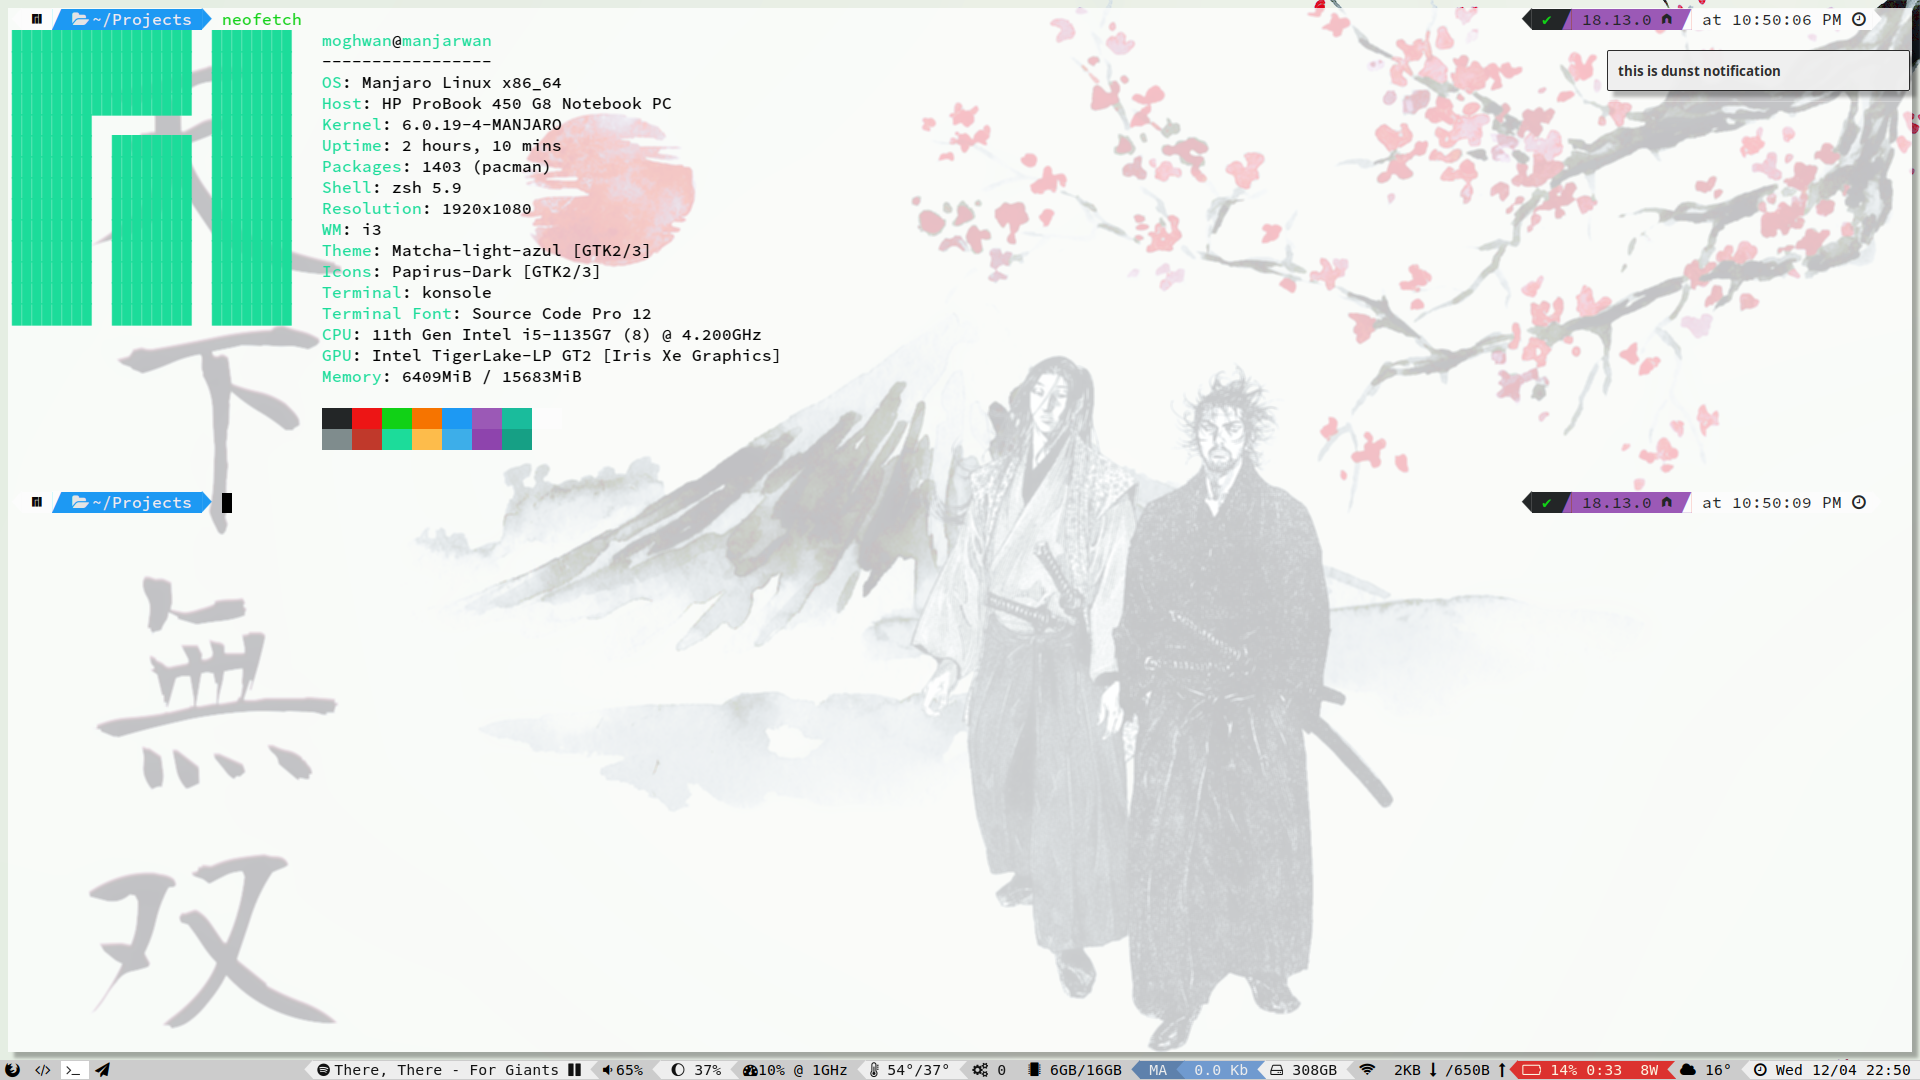 ~/Projects neofetch
✔ 18.13.0 at 10:50:06 PM
this is dunst notification
moghwan@manjarwan
-----------------
OS: Manjaro Linux x86_64
Host: HP ProBook 450 G8 Notebook PC
Kernel: 6.0.19-4-MANJARO
Uptime: 2 hours, 10 mins
Packages: 1403 (pacman)
Shell: zsh 5.9
Resolution: 1920x1080
WM: i3
Theme: Matcha-light-azul [GTK2/3]
Icons: Papirus-Dark [GTK2/3]
Terminal: konsole
Terminal Font: Source Code Pro 12
CPU: 11th Gen Intel i5-1135G7 (8) @ 4.200GHz
GPU: Intel TigerLake-LP GT2 [Iris Xe Graphics]
Memory: 6409MiB / 15683MiB
~/Projects
✔ 18.13.0 at 10:50:09 PM
下
無
双
There, There - For Giants 65% 37% 10% @ 1GHz 54°/37° 0 6GB/16GB MA 0.0 Kb 308GB 2KB /650B 14% 0:33 8W 16° Wed 12/04 22:50